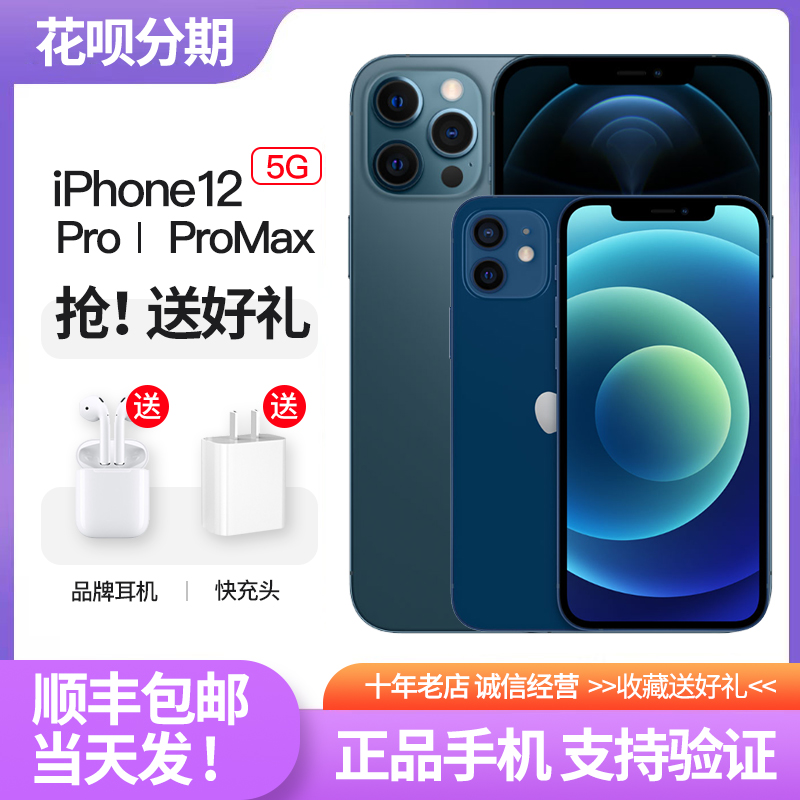 花呗分期
iPhone12 5G
Pro | ProMax
抢！送好礼
送 送
品牌耳机 | 快充头
顺丰包邮
当天发！
十年老店 诚信经营 >>收藏送好礼<<
正品手机 支持验证